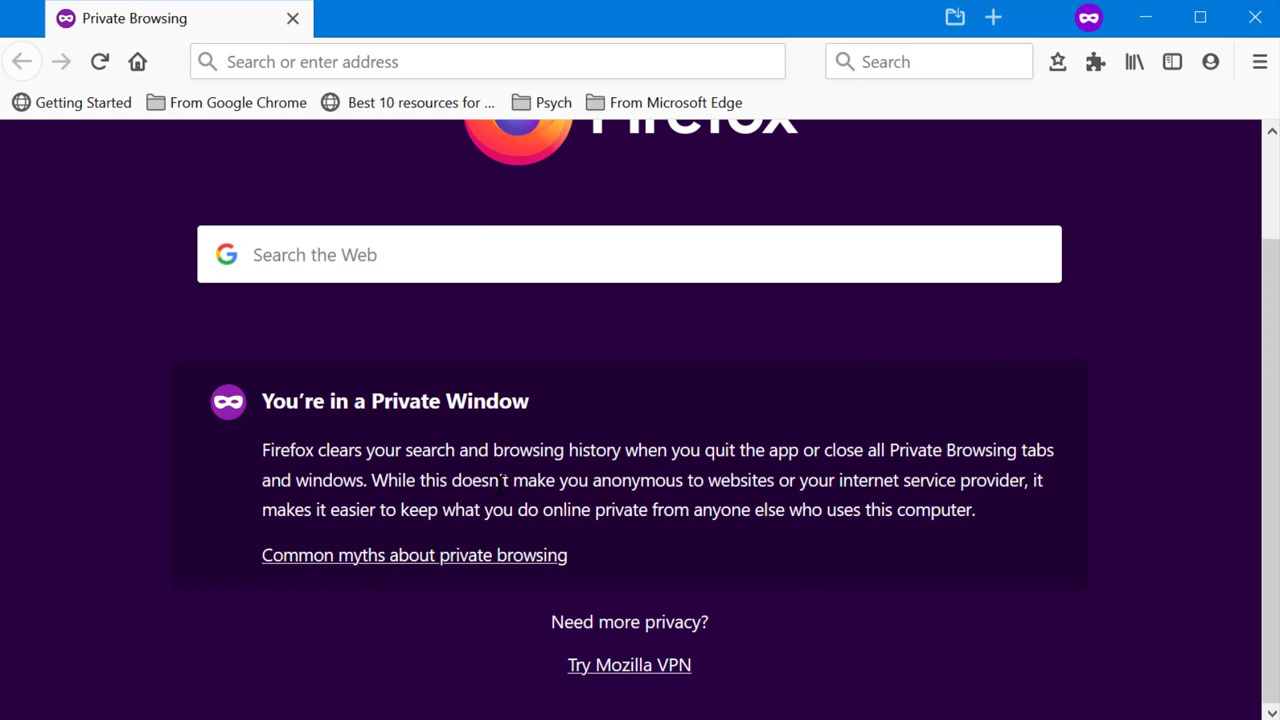 Private Browsing
Search or enter address
Search
Getting Started
From Google Chrome
Best 10 resources for ...
Psych
From Microsoft Edge
Firefox
Search the Web
You're in a Private Window
Firefox clears your search and browsing history when you quit the app or close all Private Browsing tabs
and windows. While this doesn't make you anonymous to websites or your internet service provider, it
makes it easier to keep what you do online private from anyone else who uses this computer.
Common myths about private browsing
Need more privacy?
Try Mozilla VPN